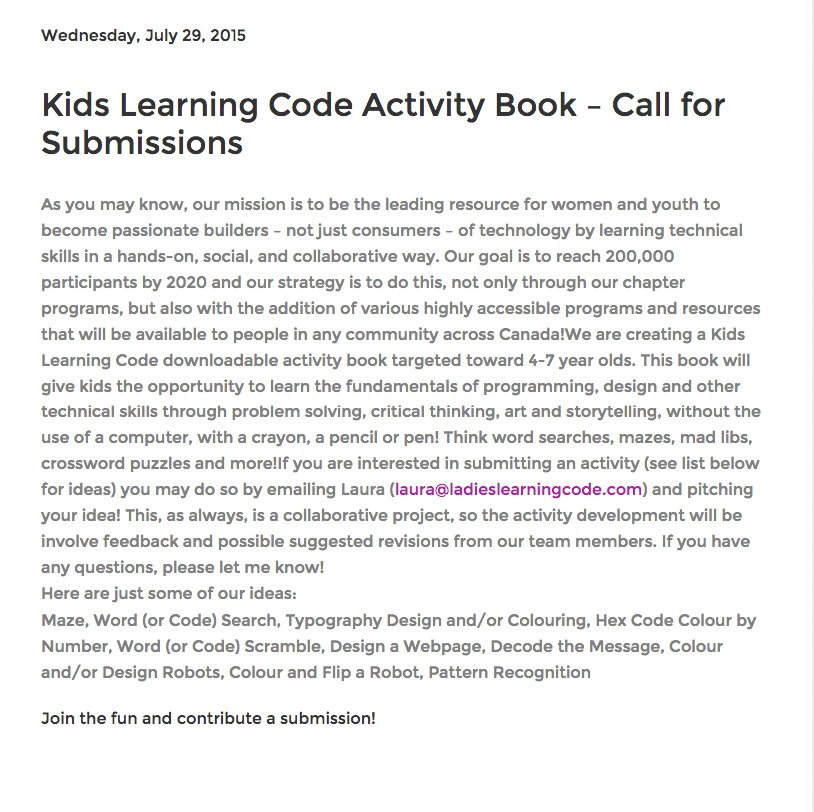 Wednesday, July 29, 2015
Kids Learning Code Activity Book – Call for
Submissions
As you may know, our mission is to be the leading resource for women and youth to
become passionate builders – not just consumers – of technology by learning technical
skills in a hands-on, social, and collaborative way. Our goal is to reach 200,000
participants by 2020 and our strategy is to do this, not only through our chapter
programs, but also with the addition of various highly accessible programs and resources
that will be available to people in any community across Canada!We are creating a Kids
Learning Code downloadable activity book targeted toward 4-7 year olds. This book will
give kids the opportunity to learn the fundamentals of programming, design and other
technical skills through problem solving, critical thinking, art and storytelling, without the
use of a computer, with a crayon, a pencil or pen! Think word searches, mazes, mad libs,
crossword puzzles and more!If you are interested in submitting an activity (see list below
for ideas) you may do so by emailing Laura (laura@ladieslearningcode.com) and pitching
your idea! This, as always, is a collaborative project, so the activity development will be
involve feedback and possible suggested revisions from our team members. If you have
any questions, please let me know!
Here are just some of our ideas:
Maze, Word (or Code) Search, Typography Design and/or Colouring, Hex Code Colour by
Number, Word (or Code) Scramble, Design a Webpage, Decode the Message, Colour
and/or Design Robots, Colour and Flip a Robot, Pattern Recognition
Join the fun and contribute a submission!